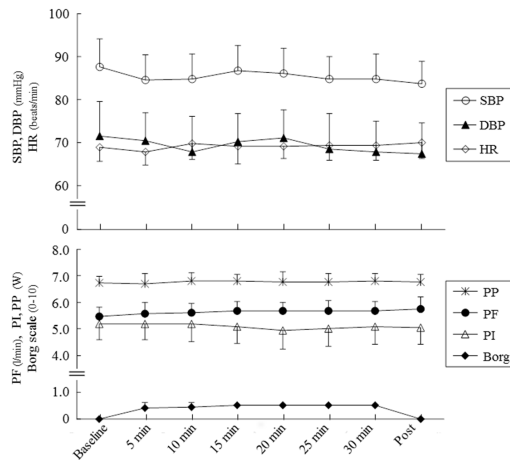 100
90
80
70
60
0
SBP, DBP (mmHg)
HR (beats/min)
SBP
DBP
HR
8.0
7.0
6.0
5.0
4.0
1.0
0
PF (l/min), PI, PP (W)
Borg scale (0-10)
PP
PF
PI
Borg
Baseline
5 min
10 min
15 min
20 min
25 min
30 min
Post